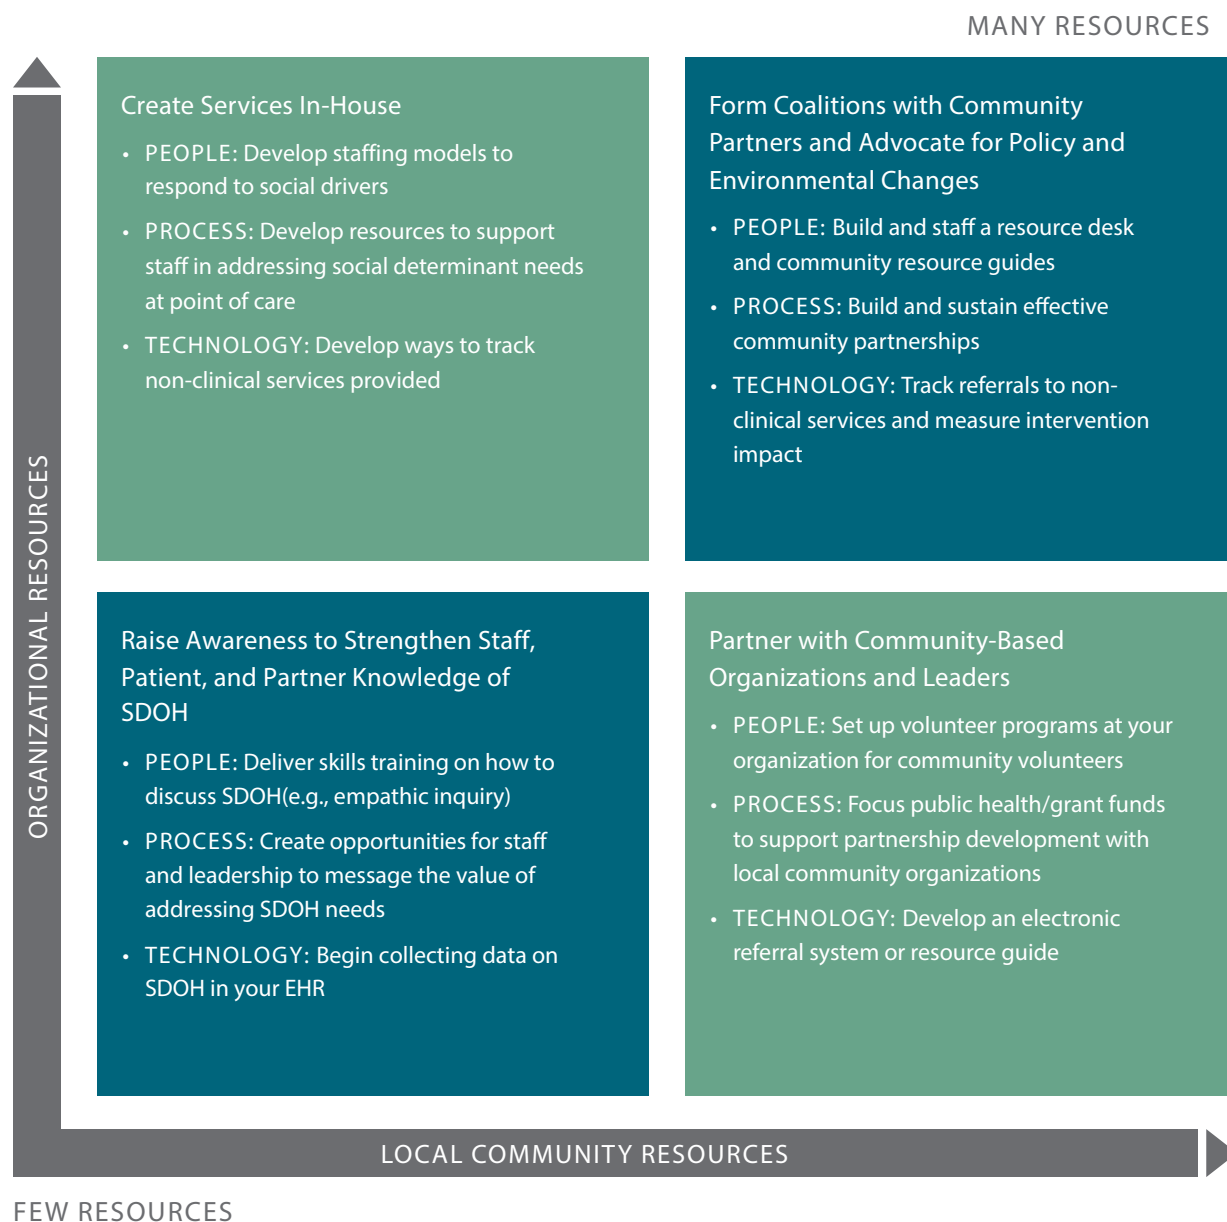 MANY RESOURCES
Create Services In-House
• PEOPLE: Develop staffing models to
respond to social drivers
• PROCESS: Develop resources to support
staff in addressing social determinant needs
at point of care
• TECHNOLOGY: Develop ways to track
non-clinical services provided
Form Coalitions with Community
Partners and Advocate for Policy and
Environmental Changes
• PEOPLE: Build and staff a resource desk
and community resource guides
• PROCESS: Build and sustain effective
community partnerships
• TECHNOLOGY: Track referrals to non-
clinical services and measure intervention
impact
ORGANIZATIONAL RESOURCES
Raise Awareness to Strengthen Staff,
Patient, and Partner Knowledge of
SDOH
• PEOPLE: Deliver skills training on how to
discuss SDOH(e.g., empathic inquiry)
• PROCESS: Create opportunities for staff
and leadership to message the value of
addressing SDOH needs
• TECHNOLOGY: Begin collecting data on
SDOH in your EHR
Partner with Community-Based
Organizations and Leaders
• PEOPLE: Set up volunteer programs at your
organization for community volunteers
• PROCESS: Focus public health/grant funds
to support partnership development with
local community organizations
• TECHNOLOGY: Develop an electronic
referral system or resource guide
LOCAL COMMUNITY RESOURCES
FEW RESOURCES